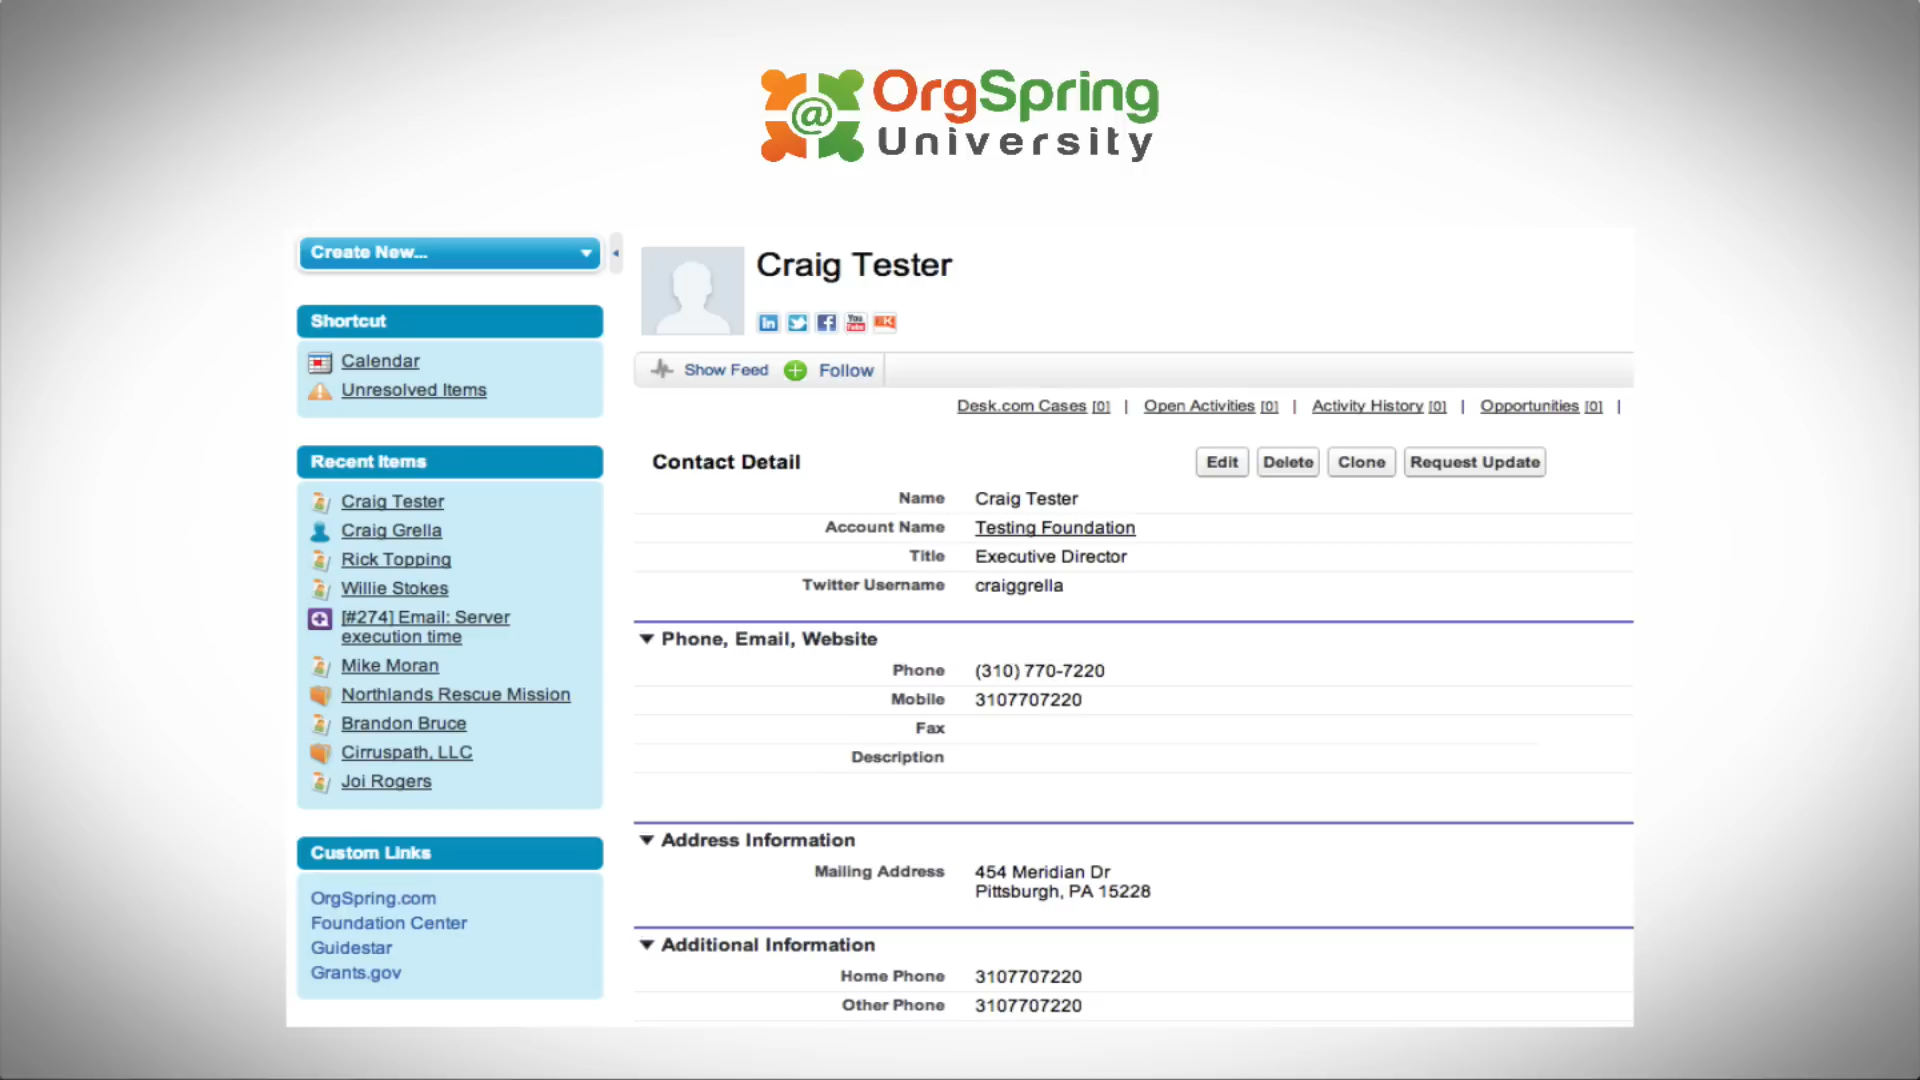 @ OrgSpring
University
Create New...
Shortcut
Calendar
Unresolved Items
Recent Items
Craig Tester
Craig Grella
Rick Topping
Willie Stokes
[#274] Email: Server
execution time
Mike Moran
Northlands Rescue Mission
Brandon Bruce
Cirruspath, LLC
Joi Rogers
Custom Links
OrgSpring.com
Foundation Center
Guidestar
Grants.gov
Craig Tester
in You Tube K
Show Feed Follow
Desk.com Cases [0] | Open Activities [0] | Activity History [0] | Opportunities [0] |
Contact Detail Edit Delete Clone Request Update
Name Craig Tester
Account Name Testing Foundation
Title Executive Director
Twitter Username craiggrella
Phone, Email, Website
Phone (310) 770-7220
Mobile 3107707220
Fax
Description
Address Information
Mailing Address 454 Meridian Dr
Pittsburgh, PA 15228
Additional Information
Home Phone 3107707220
Other Phone 3107707220